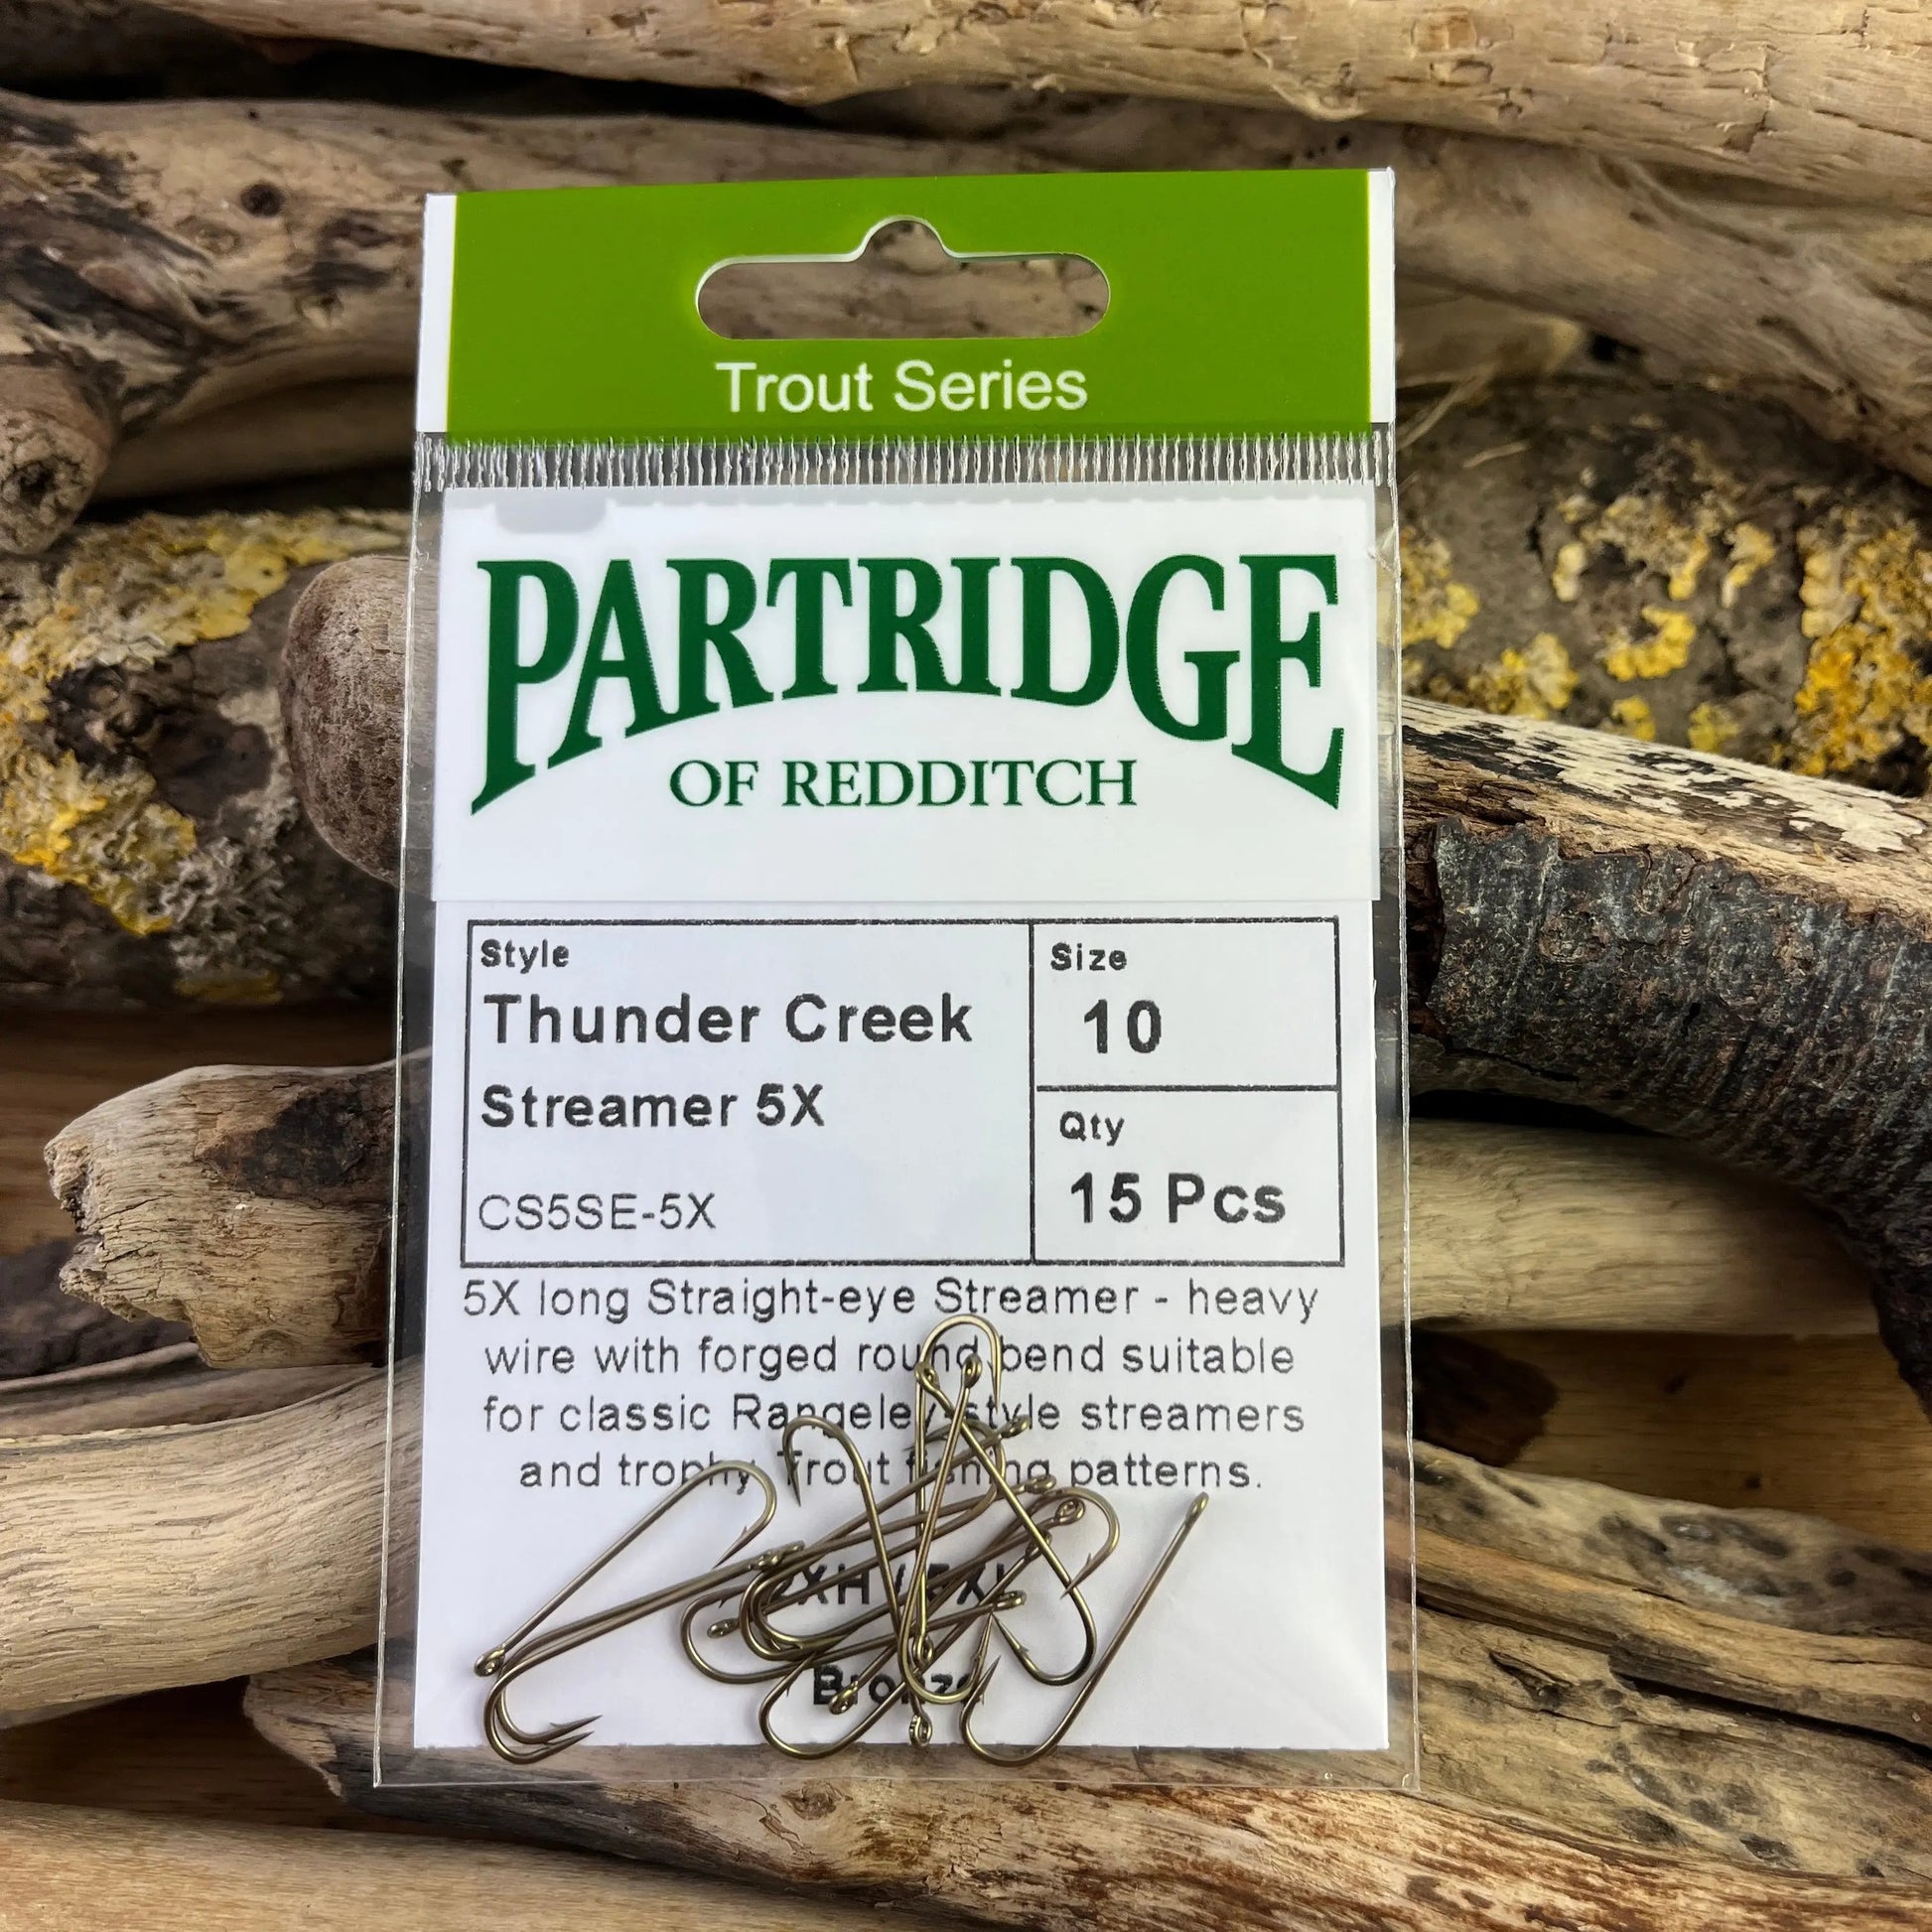 Trout Series
PARTRIDGE
OF REDDITCH
Style
Thunder Creek
Streamer 5X
CS5SE-5X
Size
10
Qty
15 Pcs
5X long Straight-eye Streamer - heavy
wire with forged round bend suitable
for classic Rangeley-style streamers
and trophy Trout fishing patterns.
Bronze